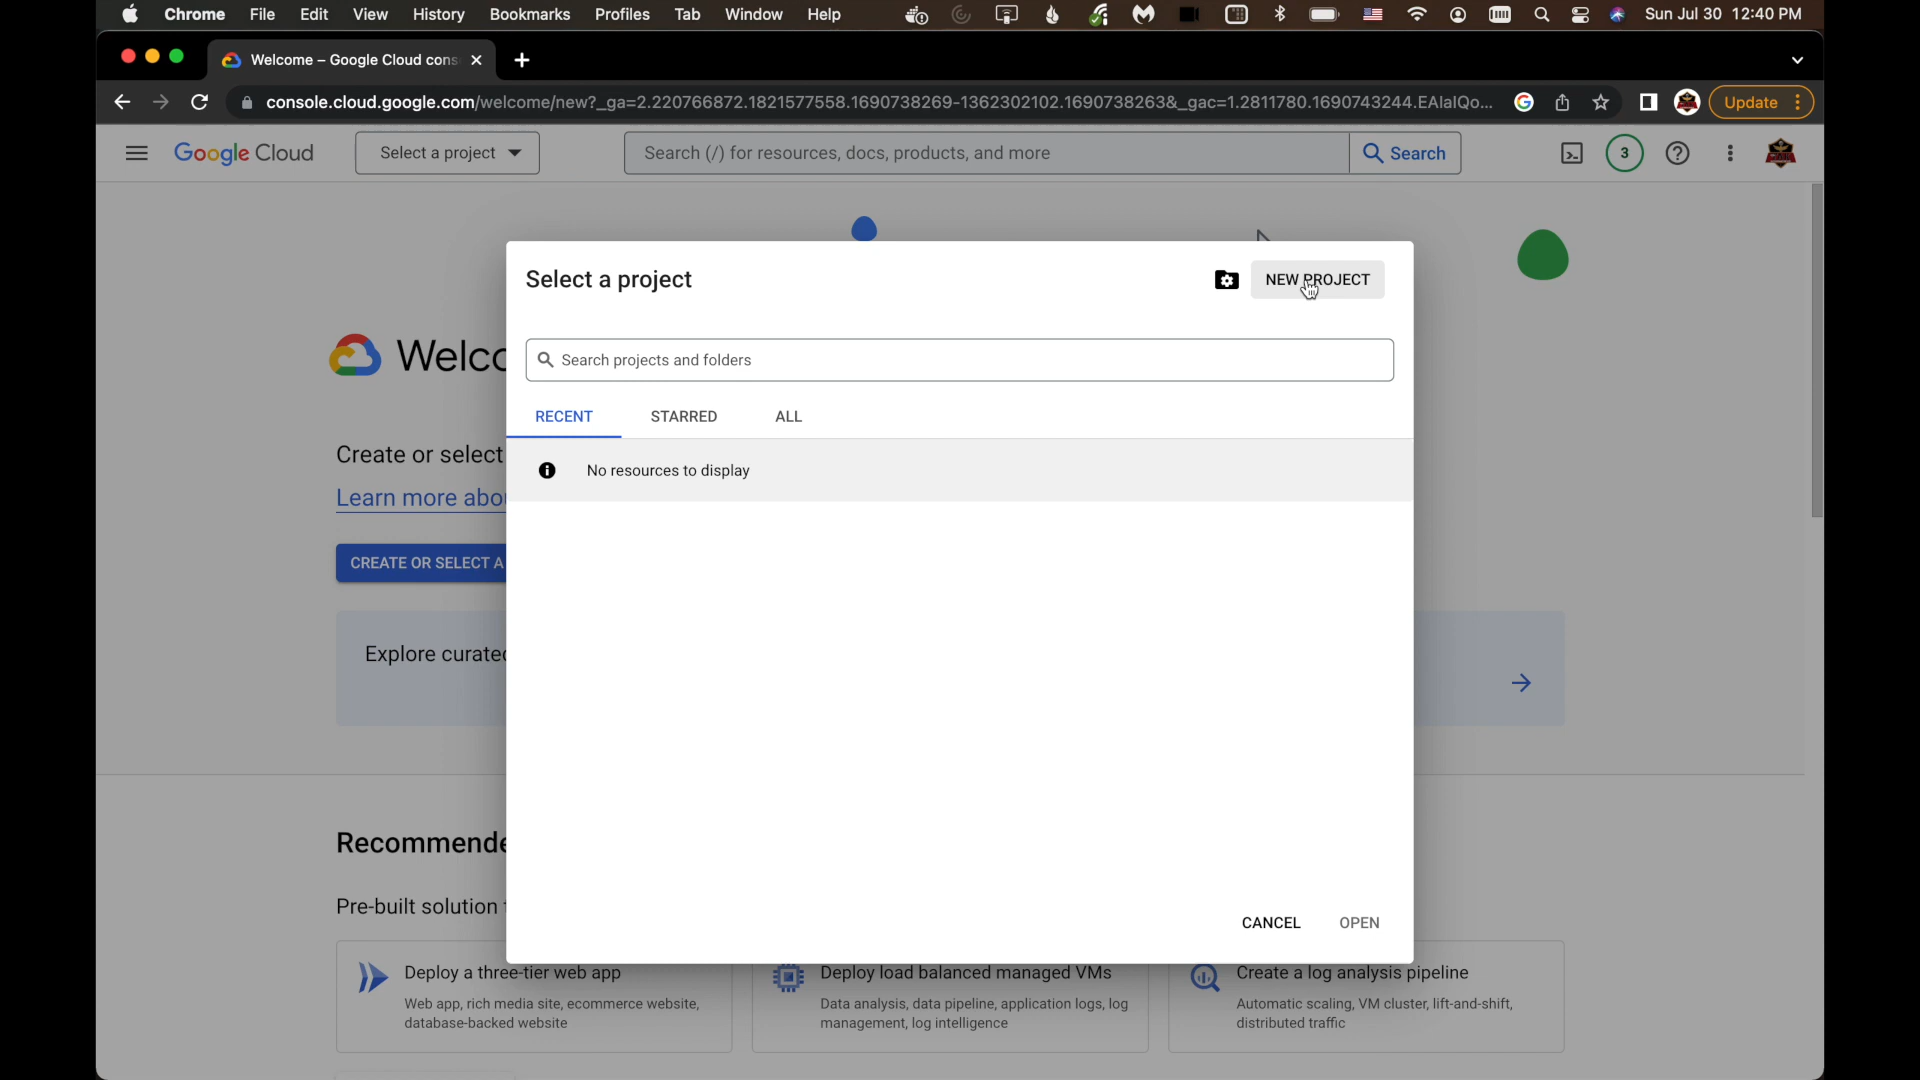 Chrome File Edit View History Bookmarks Profiles Tab Window Help Sun Jul 30 12:40 PM
Welcome – Google Cloud cons
console.cloud.google.com/welcome/new?_ga=2.220766872.1821577558.1690738269-1362302102.1690738263&_gac=1.2811780.1690743244.EAIaIQo... Update
Google Cloud Select a project Search (/) for resources, docs, products, and more Search 3
Select a project NEW PROJECT
Welco
Search projects and folders
RECENT STARRED ALL
Create or select
No resources to display
Learn more abo
CREATE OR SELECT A
Explore curated
Recommende
Pre-built solution
CANCEL OPEN
Deploy a three-tier web app
Web app, rich media site, ecommerce website,
database-backed website
Deploy load balanced managed VMs
Data analysis, data pipeline, application logs, log
management, log intelligence
Create a log analysis pipeline
Automatic scaling, VM cluster, lift-and-shift,
distributed traffic